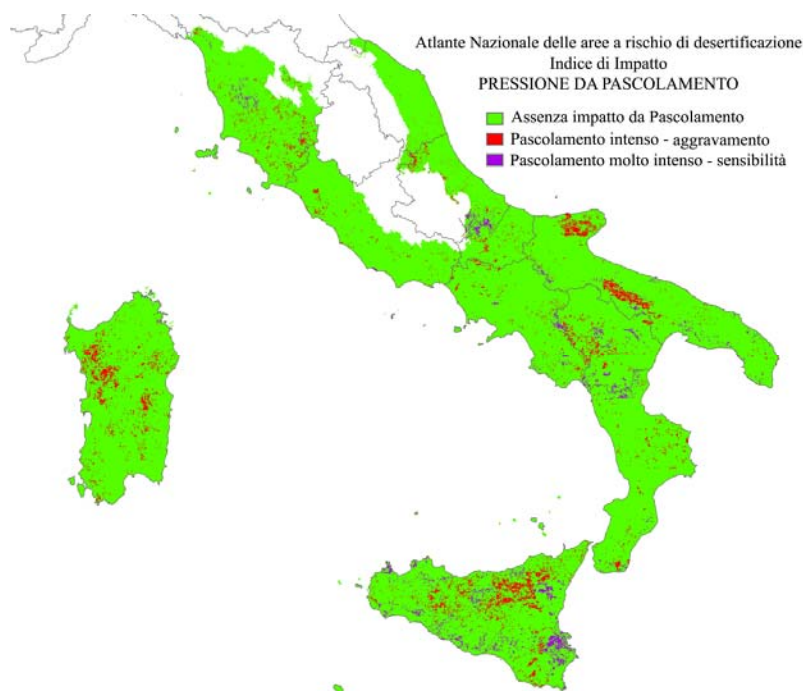 Atlante Nazionale delle aree a rischio di desertificazione
Indice di Impatto
PRESSIONE DA PASCOLAMENTO
Assenza impatto da Pascolamento
Pascolamento intenso - aggravamento
Pascolamento molto intenso - sensibilità